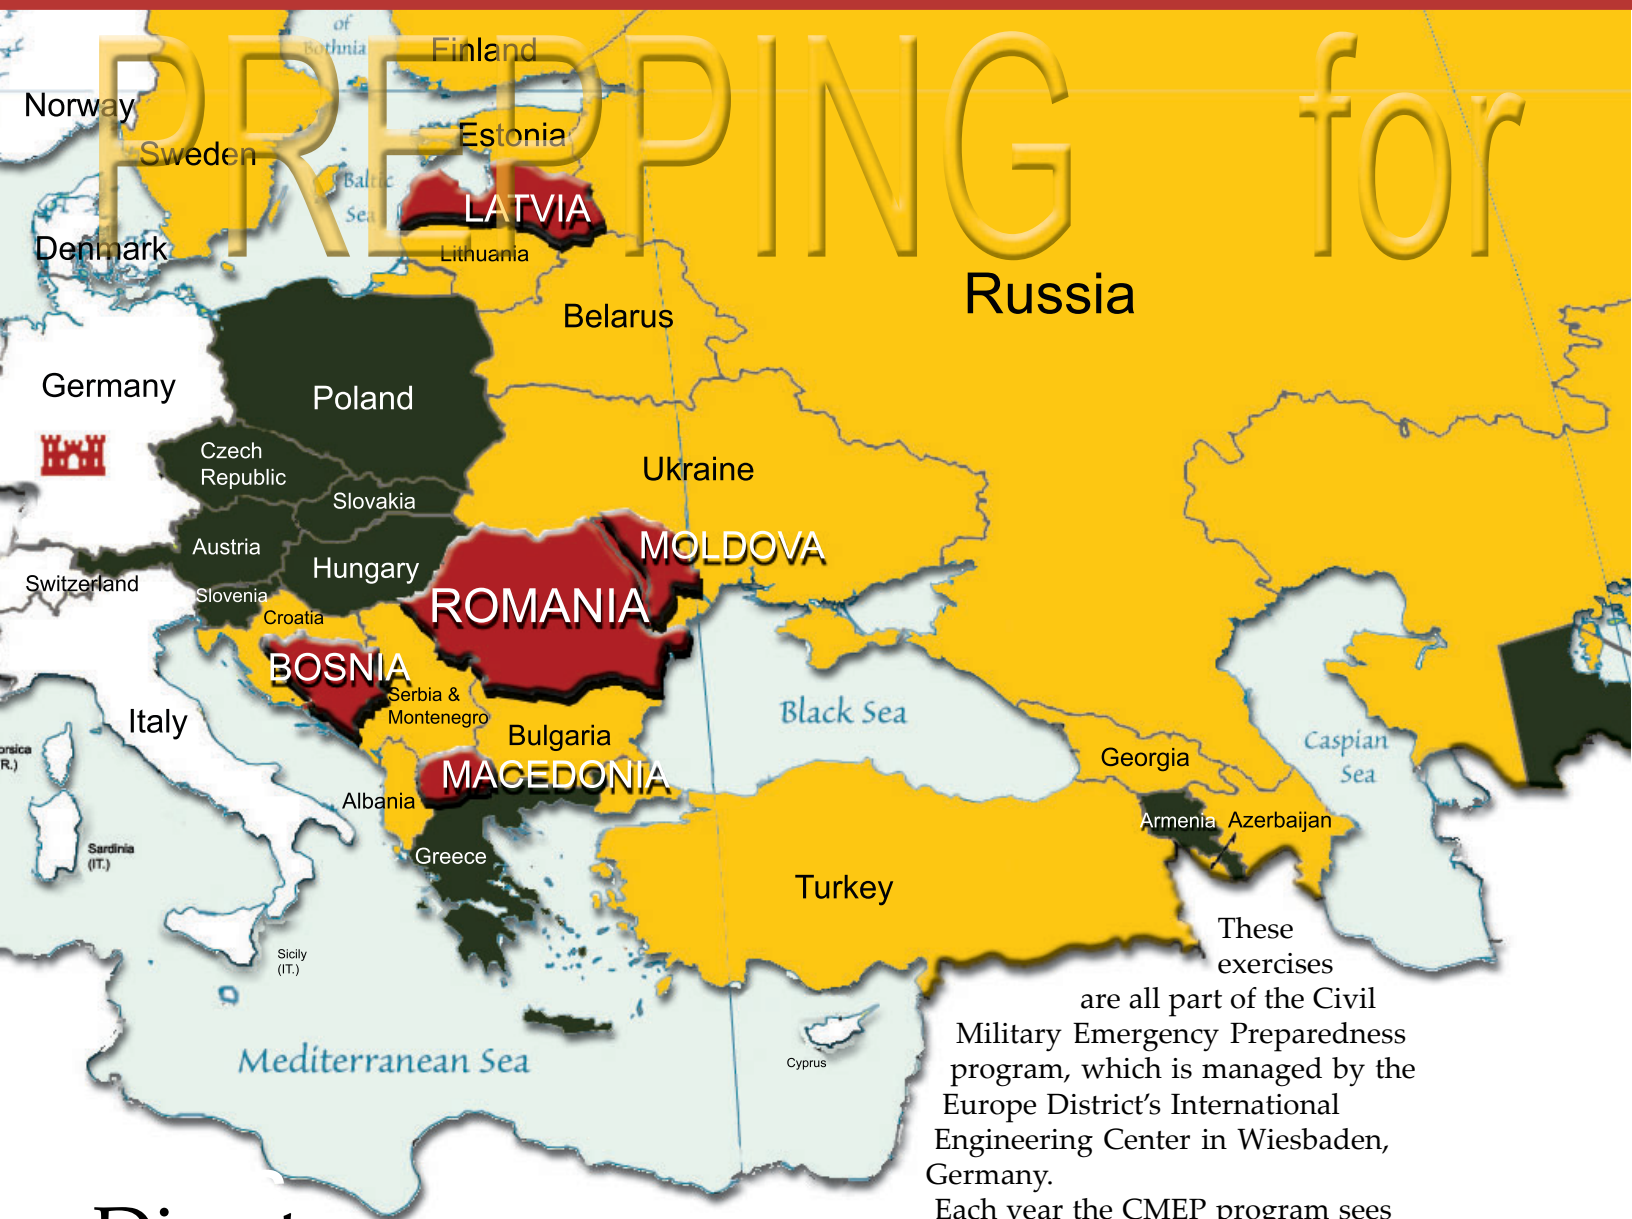 PREPPING for
of
Bothnia
Finland
Norway
Sweden
Estonia
Baltic
Sea
LATVIA
Denmark
Lithuania
Russia
Belarus
Germany
Poland
Czech
Republic
Ukraine
Slovakia
Austria
MOLDOVA
Hungary
Switzerland
Slovenia
ROMANIA
Croatia
BOSNIA
Serbia &
Montenegro
Italy
Black Sea
Bulgaria
Caspian
Sea
Georgia
MACEDONIA
Albania
Armenia
Azerbaijan
Sardinia
(IT.)
Greece
Turkey
Sicily
(IT.)
Mediterranean Sea
Cyprus
These
exercises
are all part of the Civil
Military Emergency Preparedness
program, which is managed by the
Europe District's International
Engineering Center in Wiesbaden,
Germany.
Each year the CMEP program sees